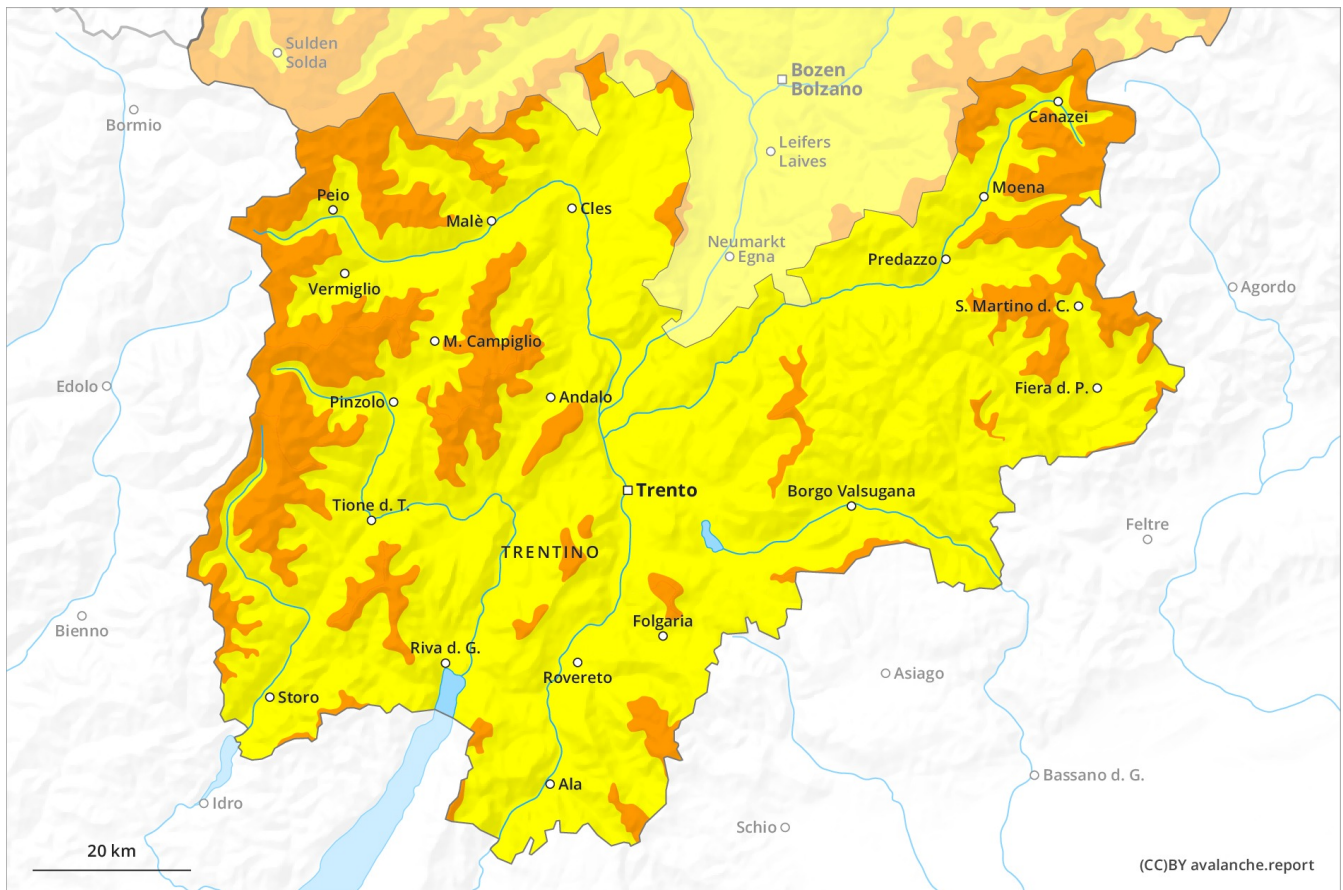 Sulden
Solda
Bozen
Bolzano
Bormio
Canazei
Leifers
Laives
Peio
Moena
Malè
Cles
Neumarkt
Egna
Predazzo
Vermiglio
Agordo
S. Martino d. C.
M. Campiglio
Edolo
Fiera d. P.
Pinzolo
Andalo
Trento
Borgo Valsugana
Tione d. T.
Feltre
TRENTINO
Bienno
Folgaria
Riva d. G.
Rovereto
Asiago
Storo
Bassano d. G.
Ala
Idro
Schio
20 km
(CC)BY avalanche.report